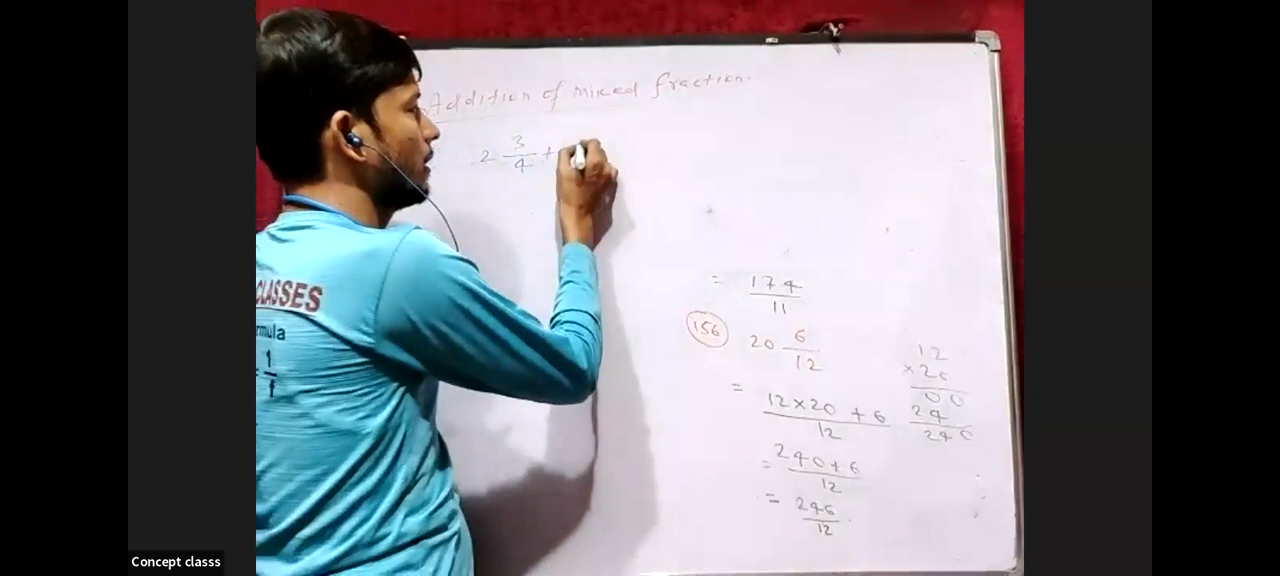 Addition of mixed fraction.
2 3/4 +
= 174/11
156 20 6/12
= 12×20+6/12
= 240+6/12
= 246/12
12
×20
00
24
240
CLASSES
rmula
= 1/f
Concept classs